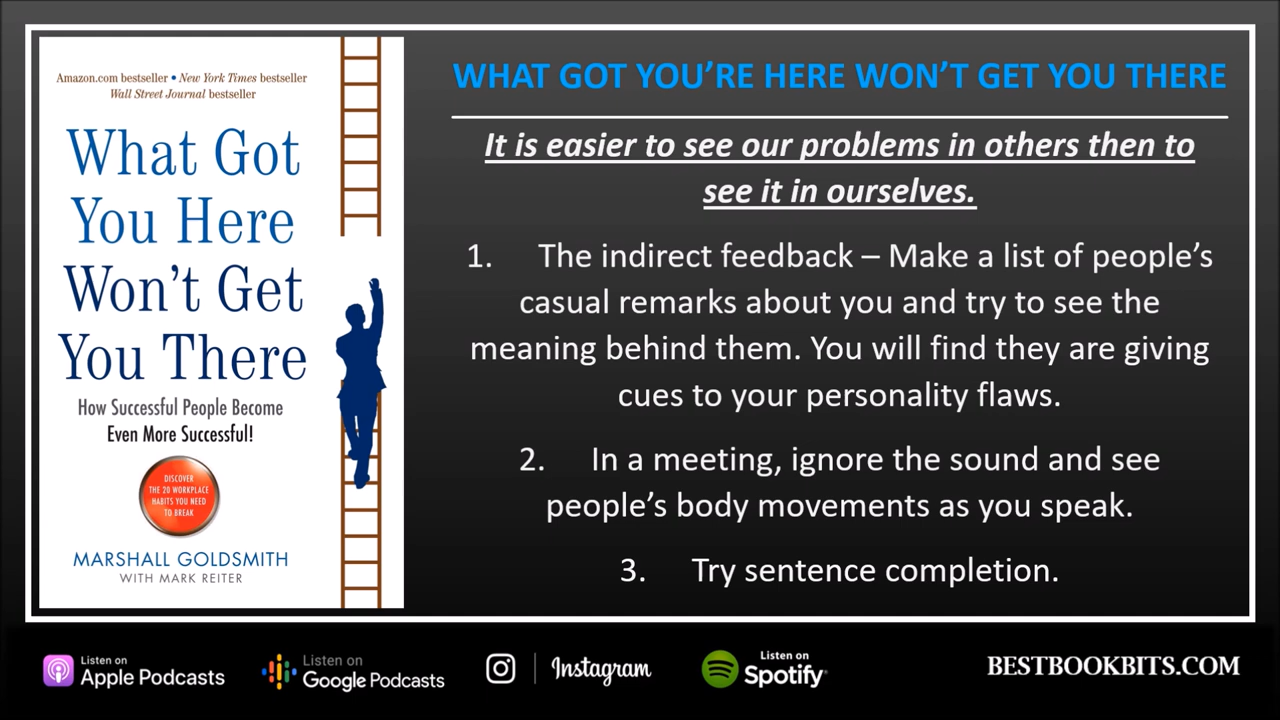 Amazon.com bestseller • New York Times bestseller
Wall Street Journal bestseller
What Got
You Here
Won't Get
You There
How Successful People Become
Even More Successful!
DISCOVER
THE 20 WORKPLACE
HABITS YOU NEED
TO BREAK
MARSHALL GOLDSMITH
WITH MARK REITER
WHAT GOT YOU'RE HERE WON'T GET YOU THERE
It is easier to see our problems in others then to
see it in ourselves.
1. The indirect feedback – Make a list of people's
casual remarks about you and try to see the
meaning behind them. You will find they are giving
cues to your personality flaws.
2. In a meeting, ignore the sound and see
people's body movements as you speak.
3. Try sentence completion.
Listen on
Apple Podcasts
Listen on
Google Podcasts
Instagram
Listen on
Spotify
BESTBOOKBITS.COM